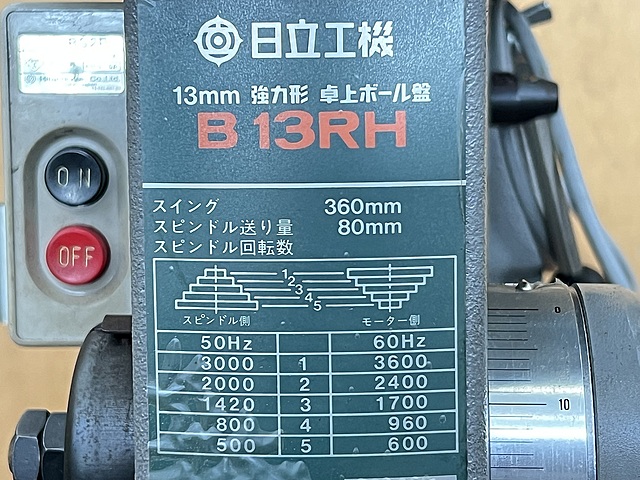 日立工機
13mm 強力形 卓上ボール盤
B13RH
スイング 360mm
スピンドル送り量 80mm
スピンドル回転数
1
2
3
4
5
スピンドル側 モーター側
50Hz 60Hz
3000 1 3600
2000 2 2400
1420 3 1700
800 4 960
500 5 600
ON
OFF
0
10